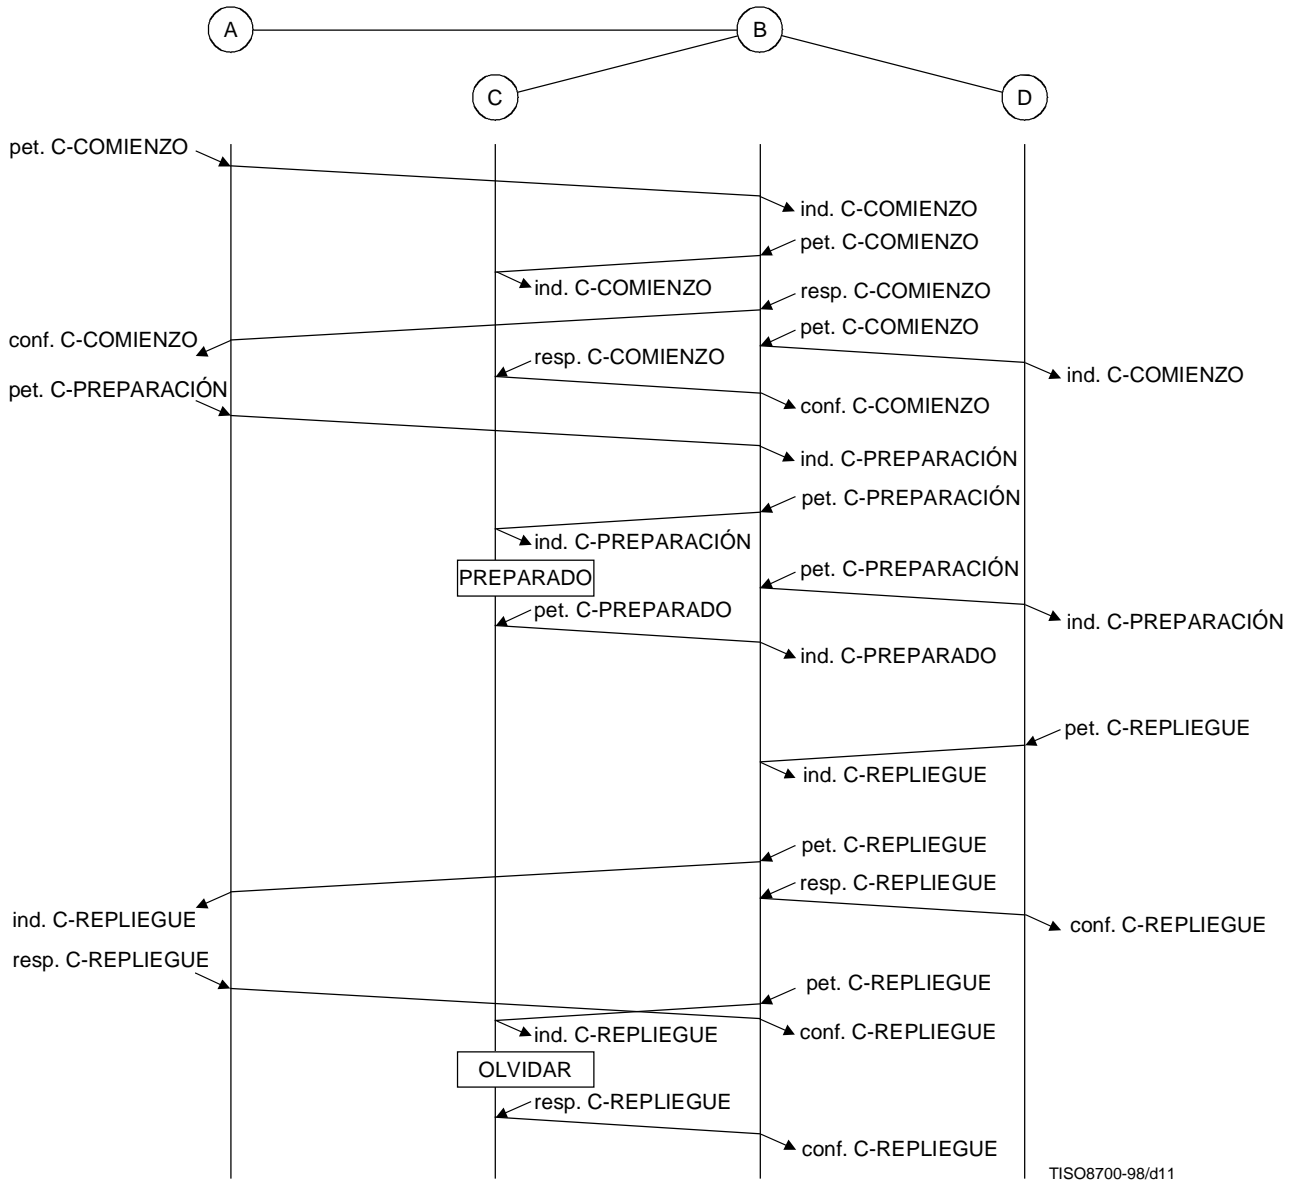 A
B
C
D
pet. C-COMIENZO
ind. C-COMIENZO
pet. C-COMIENZO
ind. C-COMIENZO
resp. C-COMIENZO
pet. C-COMIENZO
conf. C-COMIENZO
resp. C-COMIENZO
ind. C-COMIENZO
pet. C-PREPARACIÓN
conf. C-COMIENZO
ind. C-PREPARACIÓN
pet. C-PREPARACIÓN
ind. C-PREPARACIÓN
PREPARADO
pet. C-PREPARACIÓN
pet. C-PREPARADO
ind. C-PREPARACIÓN
ind. C-PREPARADO
pet. C-REPLIEGUE
ind. C-REPLIEGUE
pet. C-REPLIEGUE
resp. C-REPLIEGUE
ind. C-REPLIEGUE
conf. C-REPLIEGUE
resp. C-REPLIEGUE
pet. C-REPLIEGUE
ind. C-REPLIEGUE
conf. C-REPLIEGUE
OLVIDAR
resp. C-REPLIEGUE
conf. C-REPLIEGUE
TISO8700-98/d11